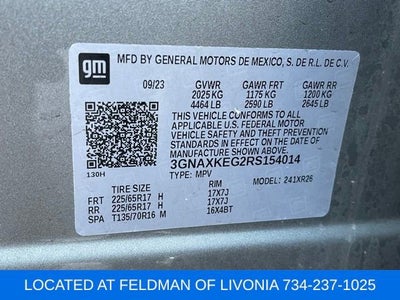 gm
MFD BY GENERAL MOTORS DE MEXICO, S. DE R.L. DE C.V.
09/23 GVWR GAWR FRT GAWR RR
2025 KG 1175 KG 1200 KG
4464 LB 2590 LB 2645 LB
THIS VEHICLE CONFORMS TO ALL APPLICABLE
U.S. FEDERAL MOTOR
VEHICLE SAFETY AND THEFT PREVENTION
STANDARDS IN EFFECT ON THE DATE OF
MANUFACTURE SHOWN ABOVE.
3GNAXKEG2RS154014
130H TYPE: MPV MODEL: 241XR26
TIRE SIZE RIM
FRT 225/65R17 H 17X7J
RR 225/65R17 H 17X7J
SPA T135/70R16 M 16X4BT
LOCATED AT FELDMAN OF LIVONIA 734-237-1025